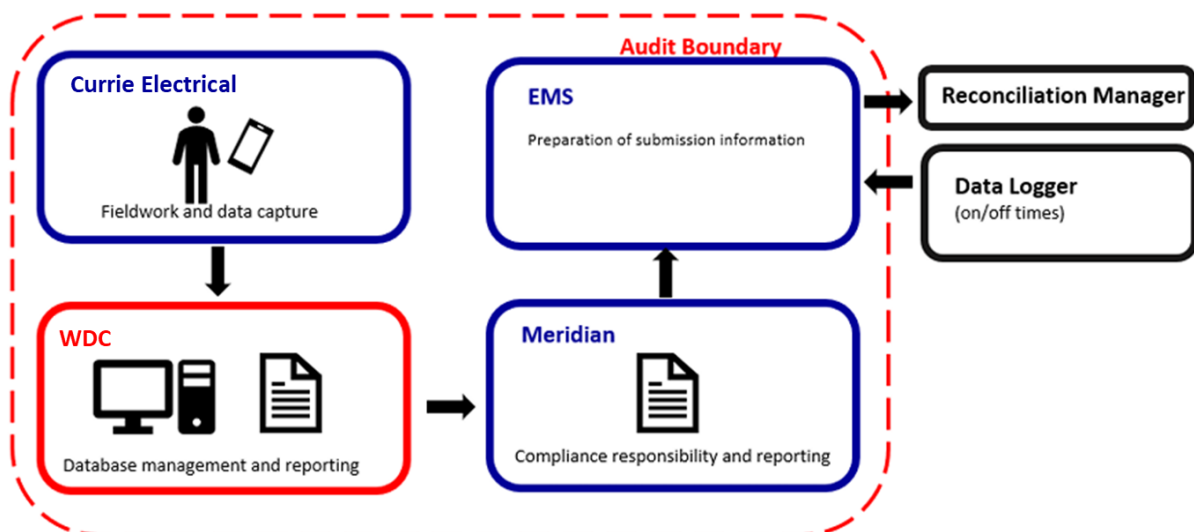 Audit Boundary
Currie Electrical
Fieldwork and data capture
EMS
Preparation of submission information
Reconciliation Manager
Data Logger
(on/off times)
WDC
Database management and reporting
Meridian
Compliance responsibility and reporting